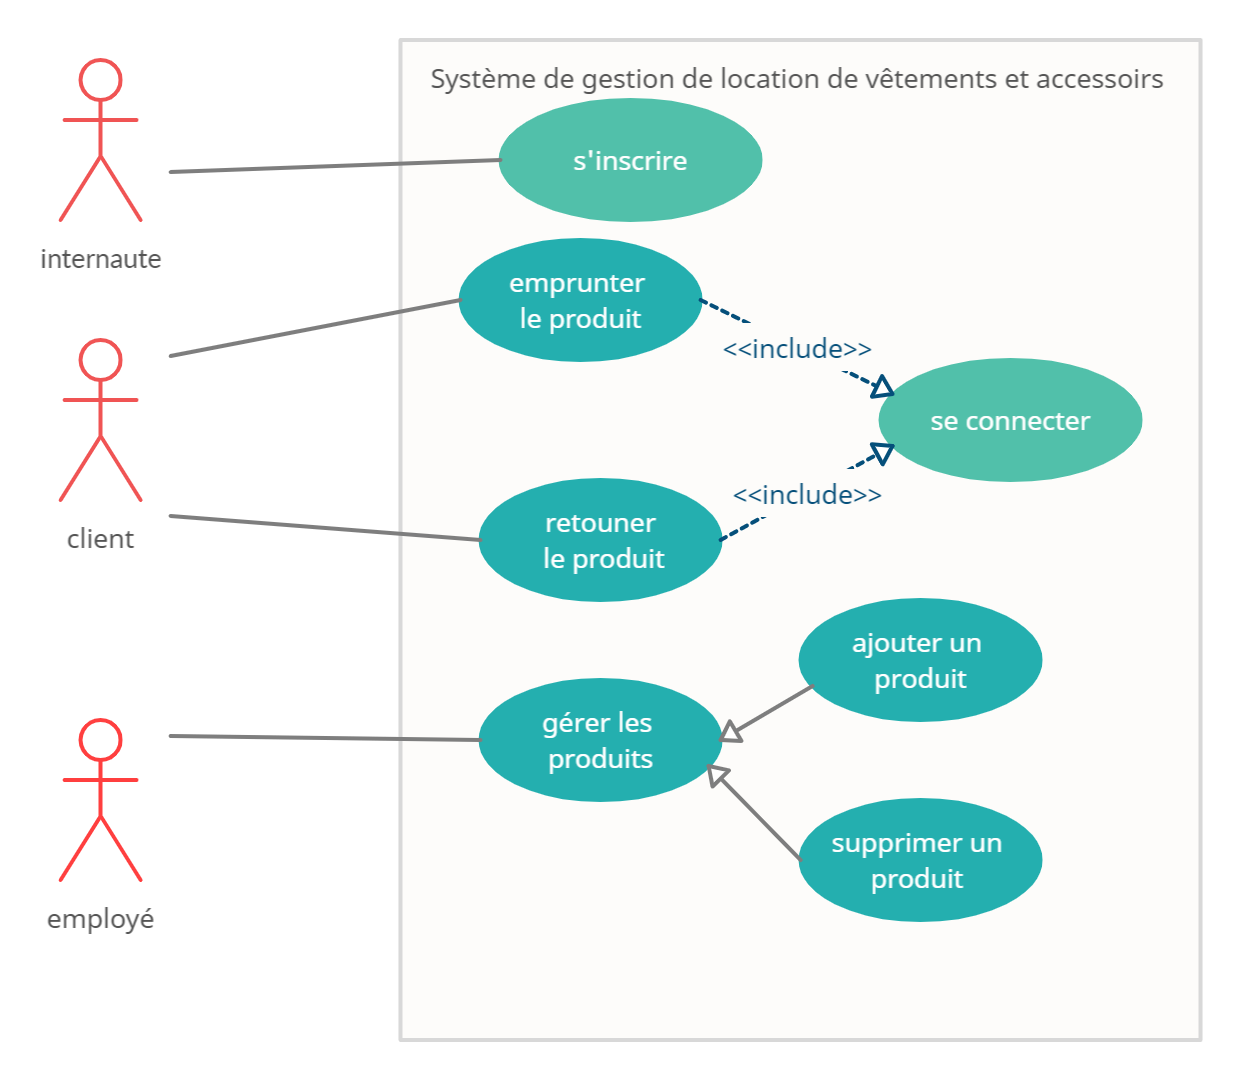 Système de gestion de location de vêtements et accessoirs
s'inscrire
internaute
emprunter
le produit
<<include>>
se connecter
<<include>>
retouner
le produit
client
ajouter un
produit
gérer les
produits
supprimer un
produit
employé